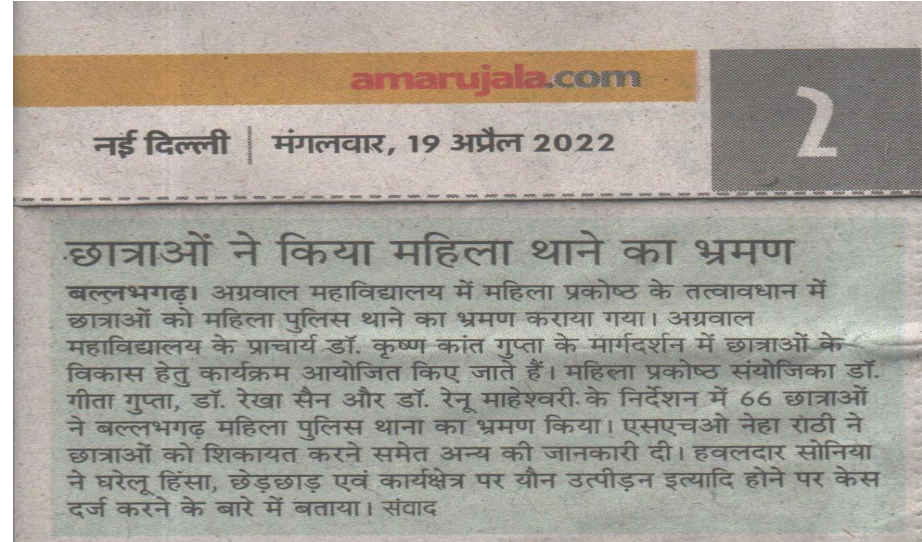 amarujala.com
2
नई दिल्ली | मंगलवार, 19 अप्रैल 2022
छात्राओं ने किया महिला थाने का भ्रमण
बल्लभगढ़। अग्रवाल महाविद्यालय में महिला प्रकोष्ठ के तत्वावधान में
छात्राओं को महिला पुलिस थाने का भ्रमण कराया गया। अग्रवाल
महाविद्यालय के प्राचार्य डॉ. कृष्ण कांत गुप्ता के मार्गदर्शन में छात्राओं के
विकास हेतु कार्यक्रम आयोजित किए जाते हैं। महिला प्रकोष्ठ संयोजिका डॉ.
गीता गुप्ता, डॉ. रेखा सैन और डॉ. रेनू माहेश्वरी के निर्देशन में 66 छात्राओं
ने बल्लभगढ़ महिला पुलिस थाना का भ्रमण किया। एसएचओ नेहा राठी ने
छात्राओं को शिकायत करने समेत अन्य की जानकारी दी। हवलदार सोनिया
ने घरेलू हिंसा, छेड़छाड़ एवं कार्यक्षेत्र पर यौन उत्पीड़न इत्यादि होने पर केस
दर्ज करने के बारे में बताया। संवाद